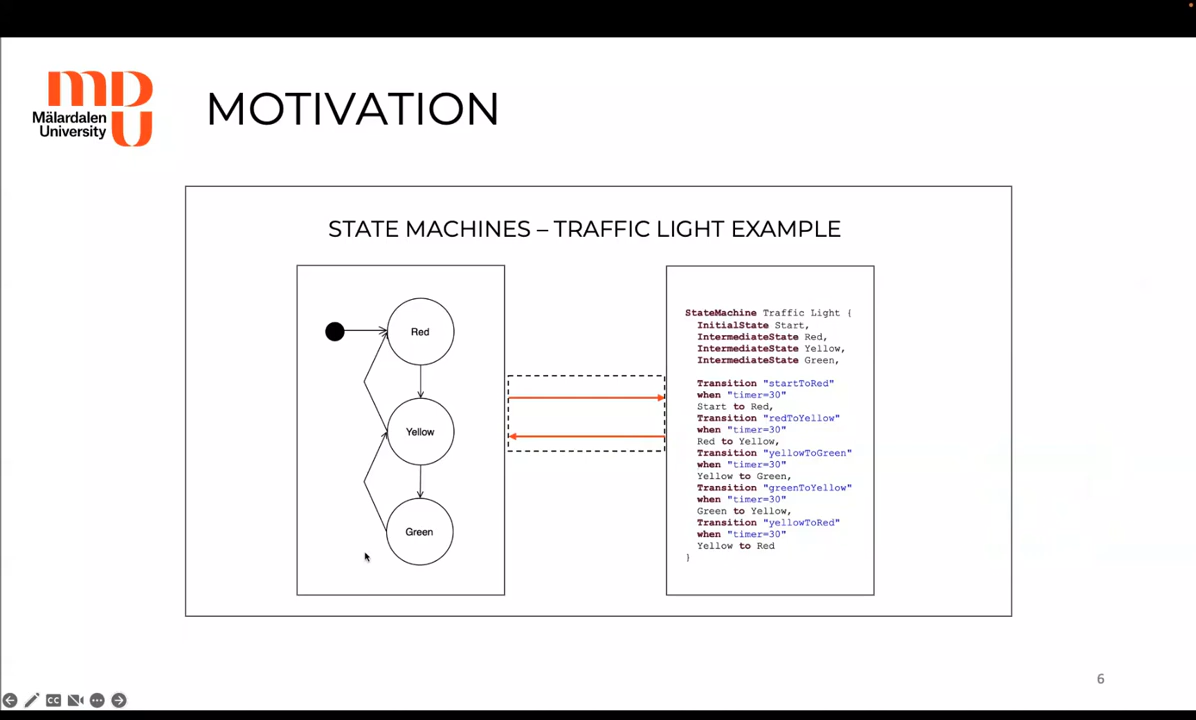 MDU
Mälardalen
University
MOTIVATION
STATE MACHINES – TRAFFIC LIGHT EXAMPLE
Red
Yellow
Green
StateMachine Traffic Light {
InitialState Start,
IntermediateState Red,
IntermediateState Yellow,
IntermediateState Green,
Transition "startToRed"
when "timer=30"
Start to Red,
Transition "redToYellow"
when "timer=30"
Red to Yellow,
Transition "yellowToGreen"
when "timer=30"
Yellow to Green,
Transition "greenToYellow"
when "timer=30"
Green to Yellow,
Transition "yellowToRed"
when "timer=30"
Yellow to Red
}
6
CC